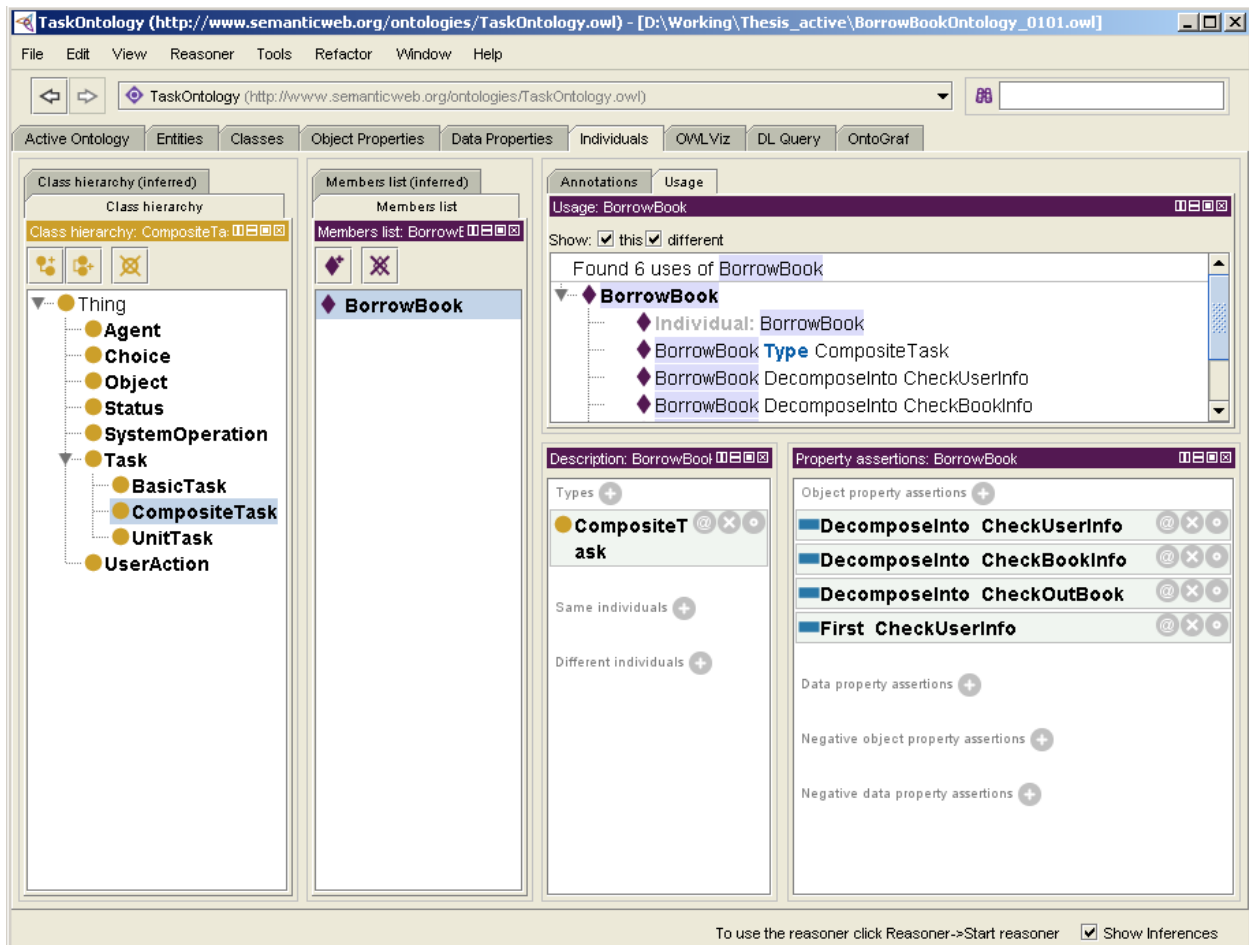 TaskOntology (http://www.semanticweb.org/ontologies/TaskOntology.owl) - [D:\Working\Thesis_active\BorrowBookOntology_0101.owl]
File Edit View Reasoner Tools Refactor Window Help
TaskOntology (http://www.semanticweb.org/ontologies/TaskOntology.owl)
Active Ontology Entities Classes Object Properties Data Properties Individuals OWLViz DL Query OntoGraf
Class hierarchy (inferred)
Class hierarchy
Class hierarchy: CompositeTa
Thing
Agent
Choice
Object
Status
SystemOperation
Task
BasicTask
CompositeTask
UnitTask
UserAction
Members list (inferred)
Members list
Members list: BorrowB
BorrowBook
Annotations Usage
Usage: BorrowBook
Show: this different
Found 6 uses of BorrowBook
BorrowBook
Individual: BorrowBook
BorrowBook Type CompositeTask
BorrowBook DecomposeInto CheckUserInfo
BorrowBook DecomposeInto CheckBookInfo
Description: BorrowBook
Types
CompositeT
ask
Same individuals
Different individuals
Property assertions: BorrowBook
Object property assertions
DecomposeInto CheckUserInfo
DecomposeInto CheckBookInfo
DecomposeInto CheckOutBook
First CheckUserInfo
Data property assertions
Negative object property assertions
Negative data property assertions
To use the reasoner click Reasoner->Start reasoner Show Inferences